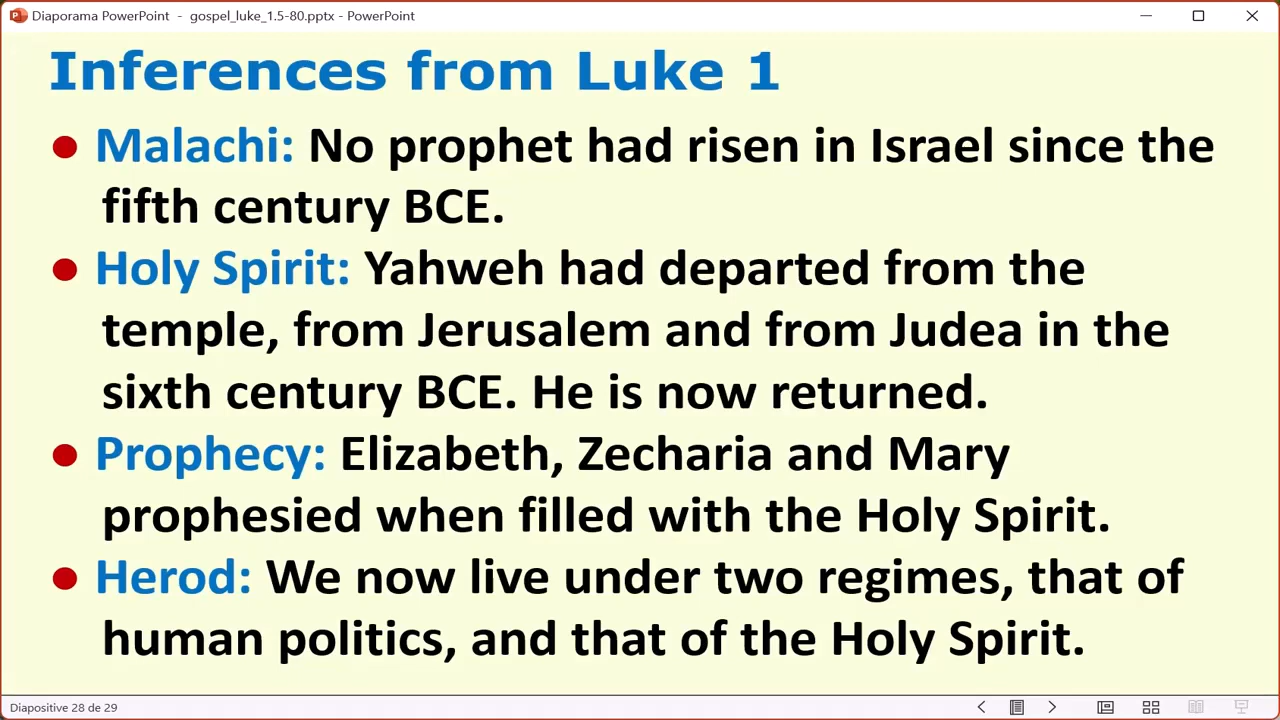 Diaporama PowerPoint - gospel_luke_1.5-80.pptx - PowerPoint
Inferences from Luke 1
● Malachi: No prophet had risen in Israel since the
fifth century BCE.
● Holy Spirit: Yahweh had departed from the
temple, from Jerusalem and from Judea in the
sixth century BCE. He is now returned.
● Prophecy: Elizabeth, Zecharia and Mary
prophesied when filled with the Holy Spirit.
● Herod: We now live under two regimes, that of
human politics, and that of the Holy Spirit.
Diapositive 28 de 29